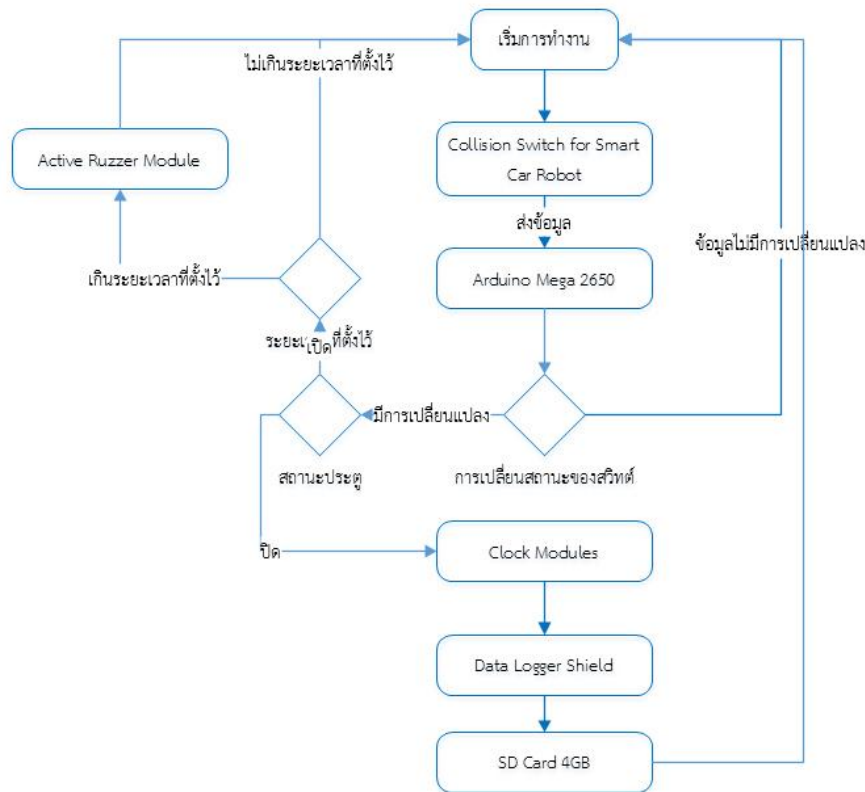 เริ่มการทำงาน
ไม่เกินระยะเวลาที่ตั้งไว้
Collision Switch for Smart
Car Robot
Active Ruzzer Module
ส่งข้อมูล
ข้อมูลไม่มีการเปลี่ยนแปลง
เกินระยะเวลาที่ตั้งไว้
Arduino Mega 2650
ที่ตั้งไว้
เปิด
มีการเปลี่ยนแปลง
สถานะประตู
การเปลี่ยนสถานะของสวิทต์
ปิด
Clock Modules
Data Logger Shield
SD Card 4GB